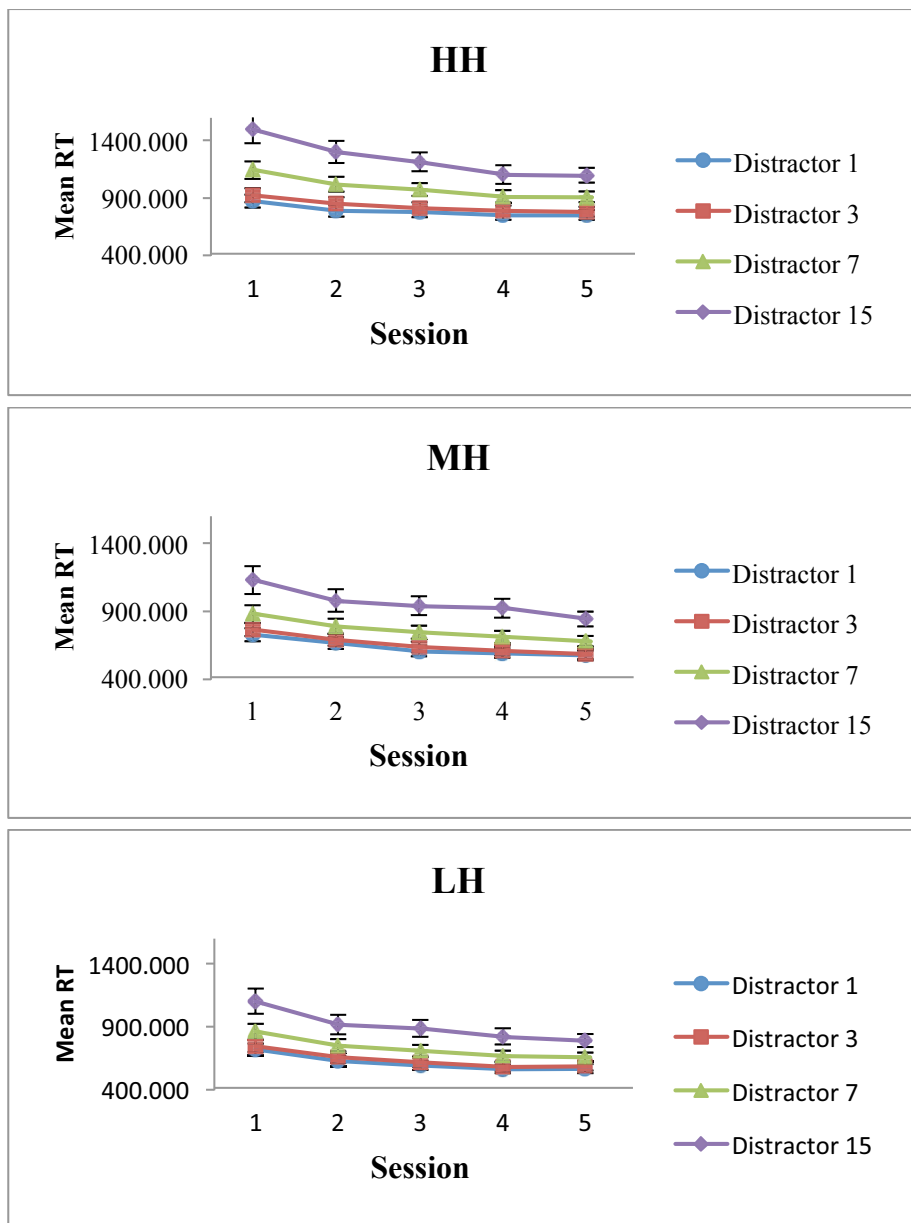 HH
Mean RT
1400.000
900.000
400.000
1 2 3 4 5
Session
Distractor 1
Distractor 3
Distractor 7
Distractor 15
MH
Mean RT
1400.000
900.000
400.000
1 2 3 4 5
Session
Distractor 1
Distractor 3
Distractor 7
Distractor 15
LH
Mean RT
1400.000
900.000
400.000
1 2 3 4 5
Session
Distractor 1
Distractor 3
Distractor 7
Distractor 15